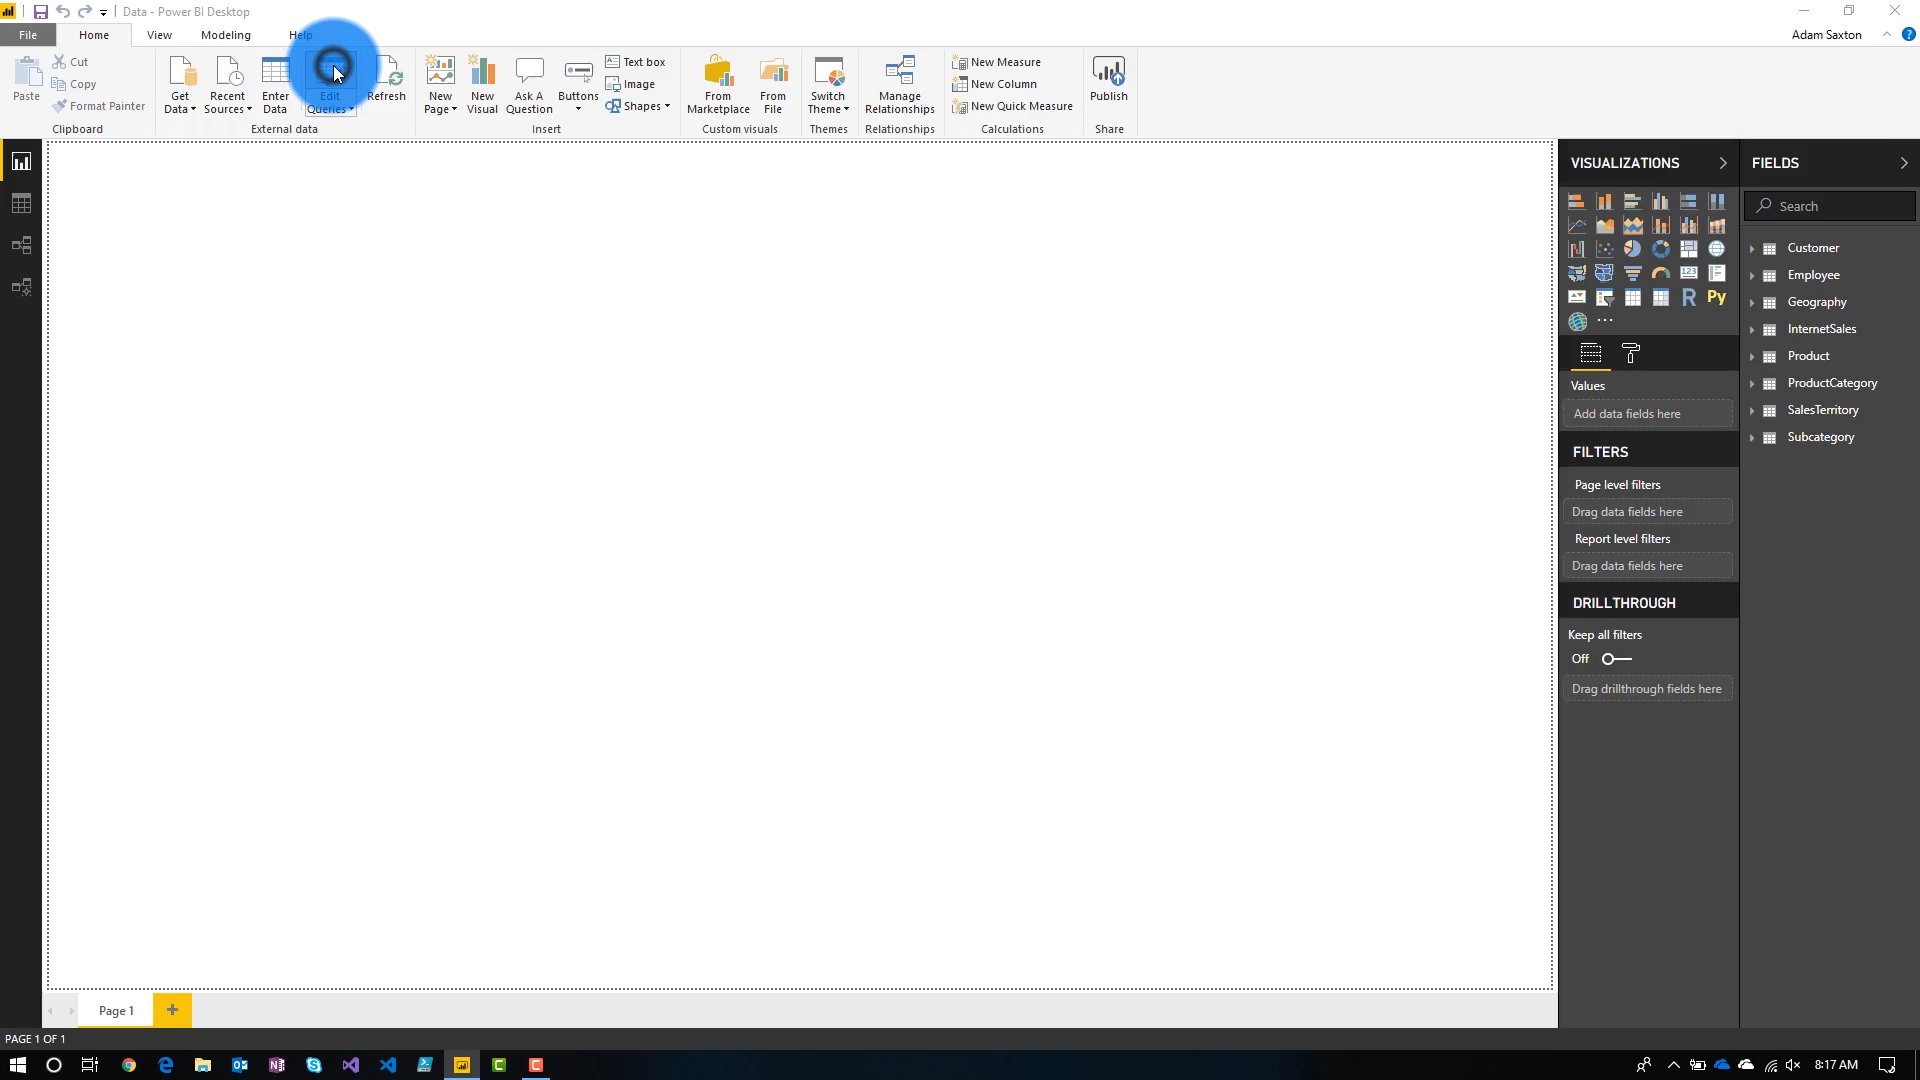 Data - Power BI Desktop
File
Home
View
Modeling
Help
Adam Saxton
?
Paste
Cut
Copy
Format Painter
Clipboard
Get Data
Recent Sources
Enter Data
Edit Queries
Refresh
External data
New Page
New Visual
Ask A Question
Buttons
Text box
Image
Shapes
Insert
From Marketplace
From File
Custom visuals
Switch Theme
Themes
Manage Relationships
Relationships
New Measure
New Column
New Quick Measure
Calculations
Publish
Share
VISUALIZATIONS
123
R
Py
Values
Add data fields here
FILTERS
Page level filters
Drag data fields here
Report level filters
Drag data fields here
DRILLTHROUGH
Keep all filters
Off
Drag drillthrough fields here
FIELDS
Search
Customer
Employee
Geography
InternetSales
Product
ProductCategory
SalesTerritory
Subcategory
Page 1
PAGE 1 OF 1
8:17 AM